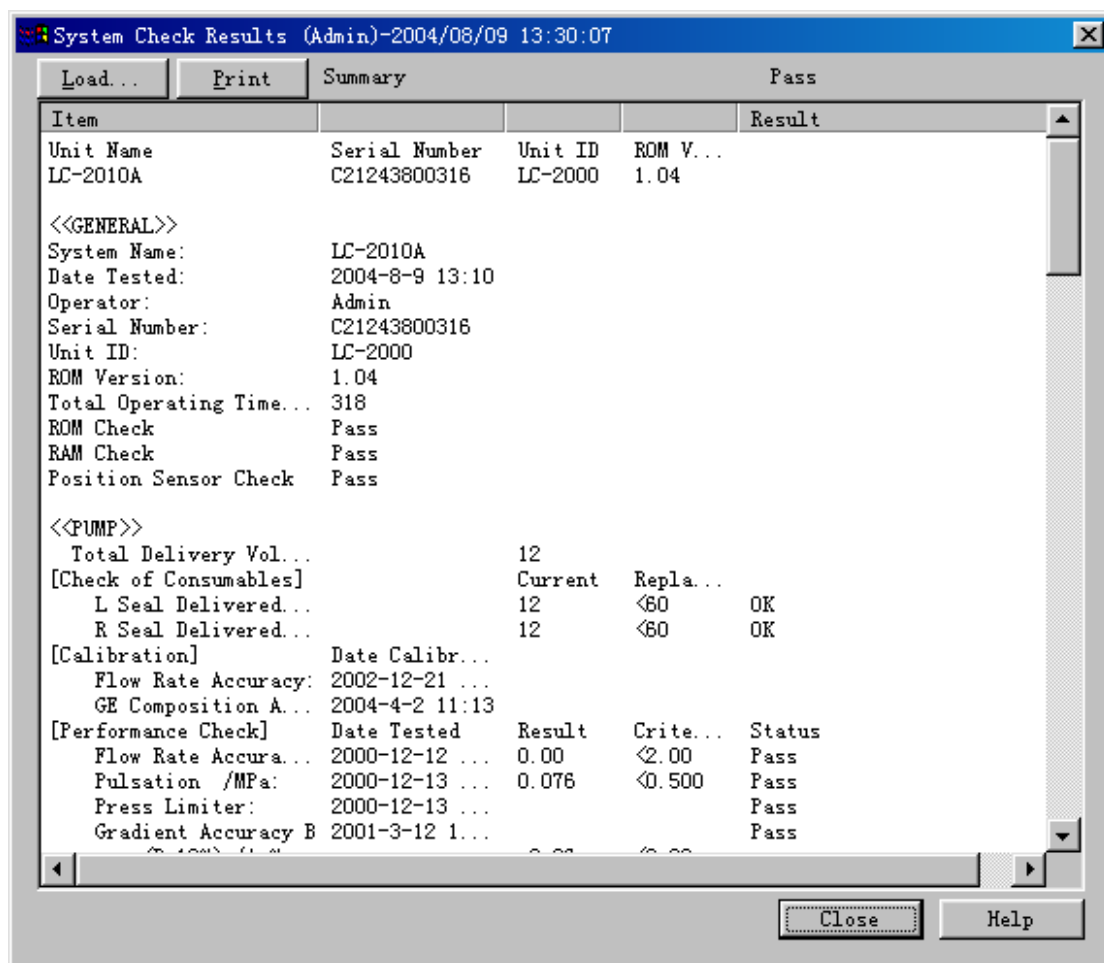 System Check Results (Admin)-2004/08/09 13:30:07
Load... Print Summary Pass
Item Result
Unit Name Serial Number Unit ID ROM V...
LC-2010A C21243800316 LC-2000 1.04
<<GENERAL>>
System Name: LC-2010A
Date Tested: 2004-8-9 13:10
Operator: Admin
Serial Number: C21243800316
Unit ID: LC-2000
ROM Version: 1.04
Total Operating Time... 318
ROM Check Pass
RAM Check Pass
Position Sensor Check Pass
<<PUMP>>
Total Delivery Vol... 12
[Check of Consumables] Current Repla...
L Seal Delivered... 12 <60 OK
R Seal Delivered... 12 <60 OK
[Calibration] Date Calibr...
Flow Rate Accuracy: 2002-12-21 ...
GE Composition A... 2004-4-2 11:13
[Performance Check] Date Tested Result Crite... Status
Flow Rate Accura... 2000-12-12 ... 0.00 <2.00 Pass
Pulsation /MPa: 2000-12-13 ... 0.076 <0.500 Pass
Press Limiter: 2000-12-13 ... Pass
Gradient Accuracy B 2001-3-12 1... Pass
Close Help